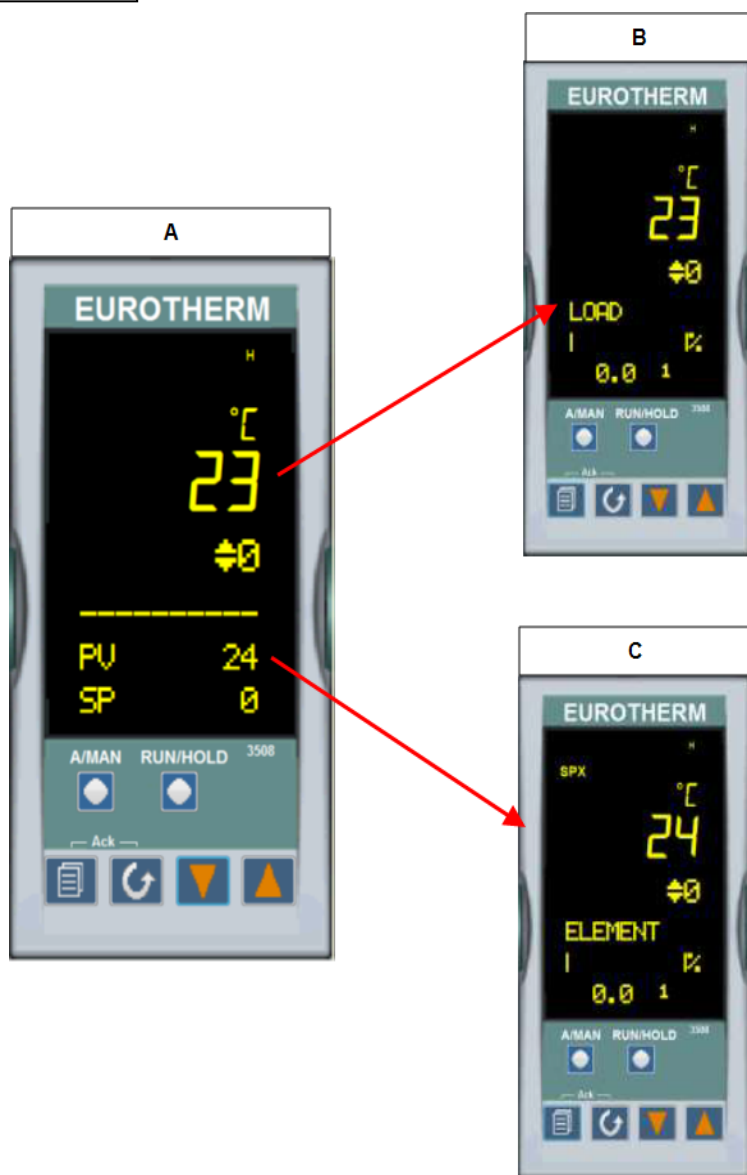 A
EUROTHERM
H
°C
23
0
PV 24
SP 0
A/MAN RUN/HOLD 3508
Ack
B
EUROTHERM
H
°C
23
0
LOAD
%
0.0 1
A/MAN RUN/HOLD 3508
Ack
C
EUROTHERM
H
SPX
°C
24
0
ELEMENT
%
0.0 1
A/MAN RUN/HOLD 3508
Ack